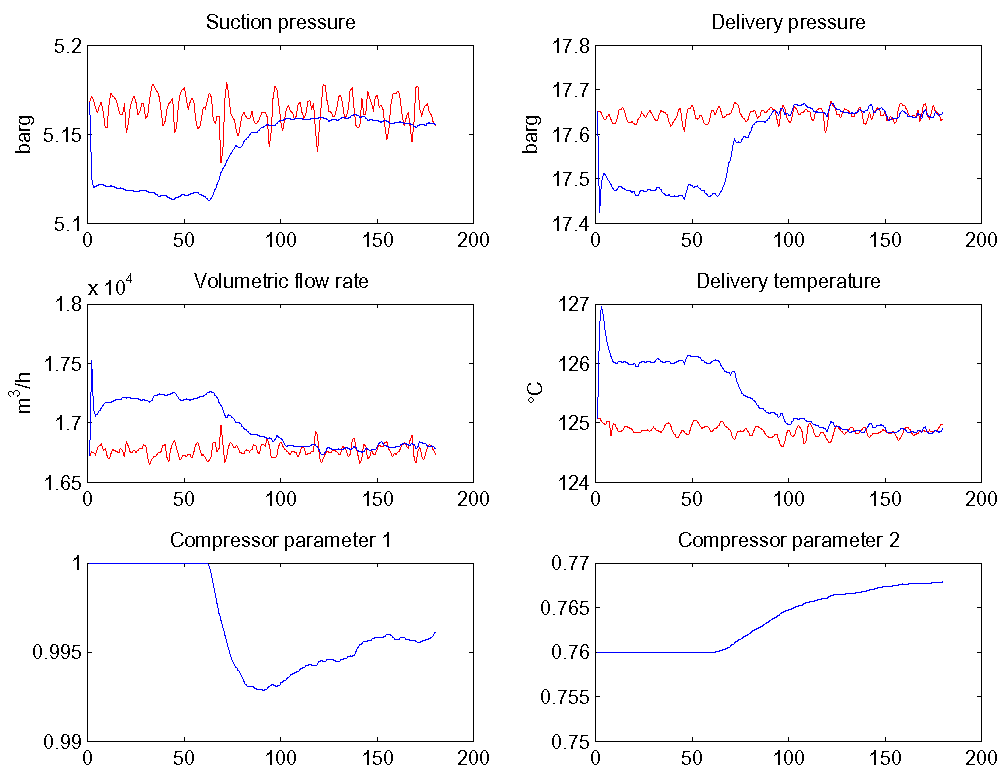 Suction pressure
5.2
5.15
5.1
barg
0 50 100 150 200
Delivery pressure
17.8
17.7
17.6
17.5
17.4
barg
0 50 100 150 200
Volumetric flow rate
x 10⁴
1.8
1.75
1.7
1.65
m³/h
0 50 100 150 200
Delivery temperature
127
126
125
124
°C
0 50 100 150 200
Compressor parameter 1
1
0.995
0.99
0 50 100 150 200
Compressor parameter 2
0.77
0.765
0.76
0.755
0.75
0 50 100 150 200